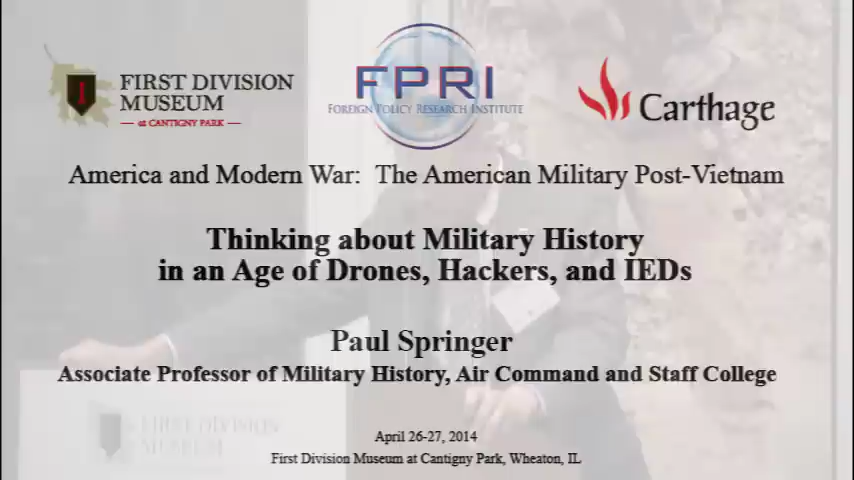 FIRST DIVISION
MUSEUM
at CANTIGNY PARK
FPRI
FOREIGN POLICY RESEARCH INSTITUTE
Carthage
America and Modern War: The American Military Post-Vietnam
Thinking about Military History
in an Age of Drones, Hackers, and IEDs
Paul Springer
Associate Professor of Military History, Air Command and Staff College
FIRST DIVISION
MUSEUM
April 26-27, 2014
First Division Museum at Cantigny Park, Wheaton, IL